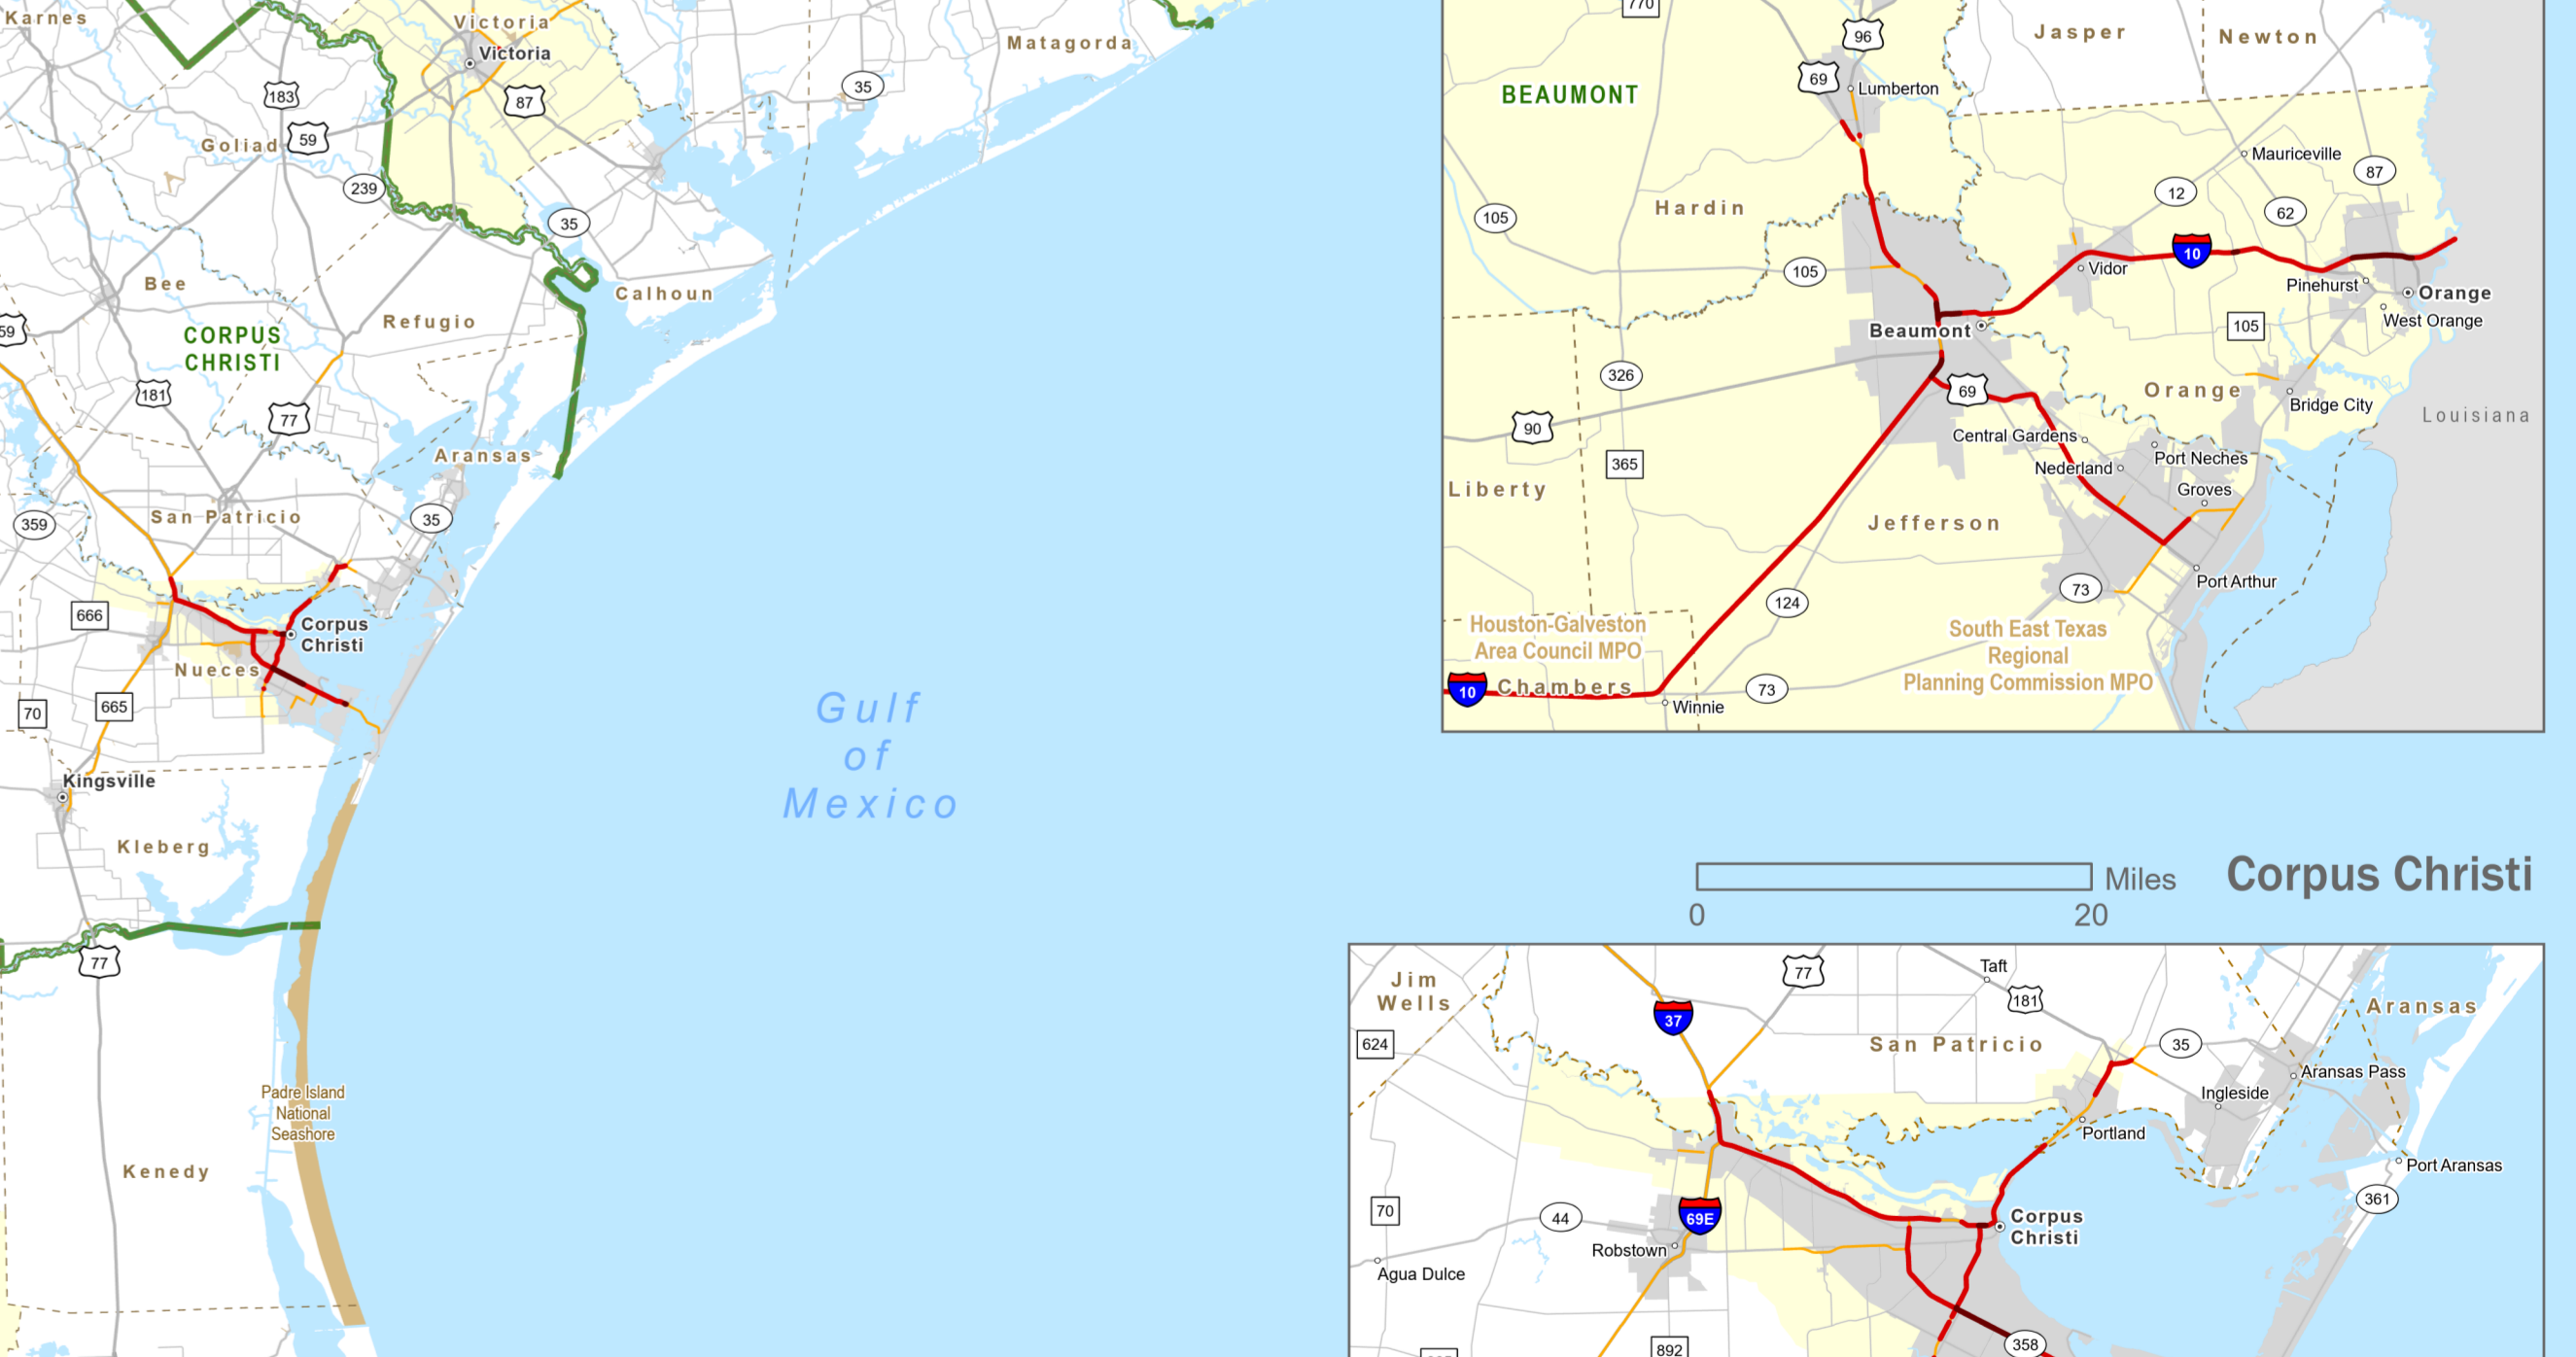 Karnes
Victoria
Victoria
Matagorda
183
87
35
59
Goliad
239
35
Bee
Calhoun
Refugio
59
CORPUS
CHRISTI
181
77
Aransas
San Patricio
359
35
666
Corpus
Christi
Nueces
70
665
Kingsville
Kleberg
77
Padre Island
National
Seashore
Kenedy
Gulf
of
Mexico
770
96
Jasper
Newton
69
Lumberton
BEAUMONT
Mauriceville
87
12
62
Hardin
105
105
10
Vidor
Pinehurst
Orange
West Orange
105
Beaumont
326
69
Orange
Bridge City
Louisiana
90
Central Gardens
Port Neches
Nederland
365
Groves
Liberty
Jefferson
Port Arthur
73
124
Houston-Galveston
Area Council MPO
South East Texas
Regional
Planning Commission MPO
10
Chambers
73
Winnie
Miles
0
20
Corpus Christi
Jim
Wells
77
Taft
181
Aransas
37
624
San Patricio
35
Aransas Pass
Ingleside
Portland
Port Aransas
361
70
44
69E
Corpus
Christi
Robstown
Agua Dulce
892
358